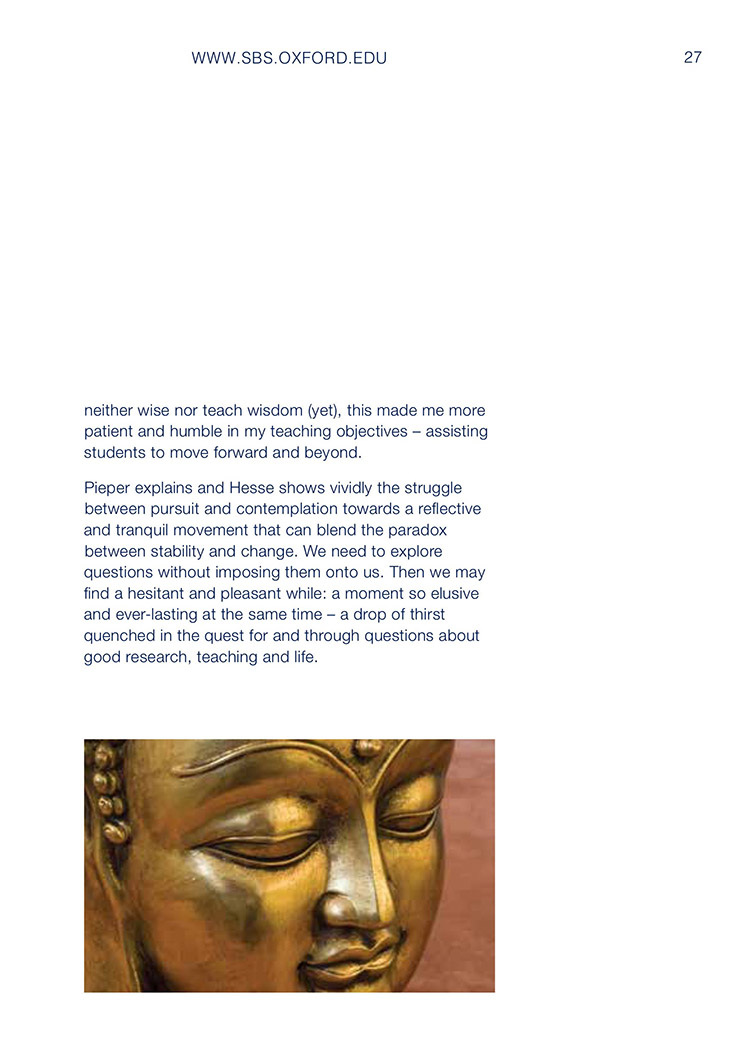 WWW.SBS.OXFORD.EDU 27
neither wise nor teach wisdom (yet), this made me more
patient and humble in my teaching objectives – assisting
students to move forward and beyond.
Pieper explains and Hesse shows vividly the struggle
between pursuit and contemplation towards a reflective
and tranquil movement that can blend the paradox
between stability and change. We need to explore
questions without imposing them onto us. Then we may
find a hesitant and pleasant while: a moment so elusive
and ever-lasting at the same time – a drop of thirst
quenched in the quest for and through questions about
good research, teaching and life.